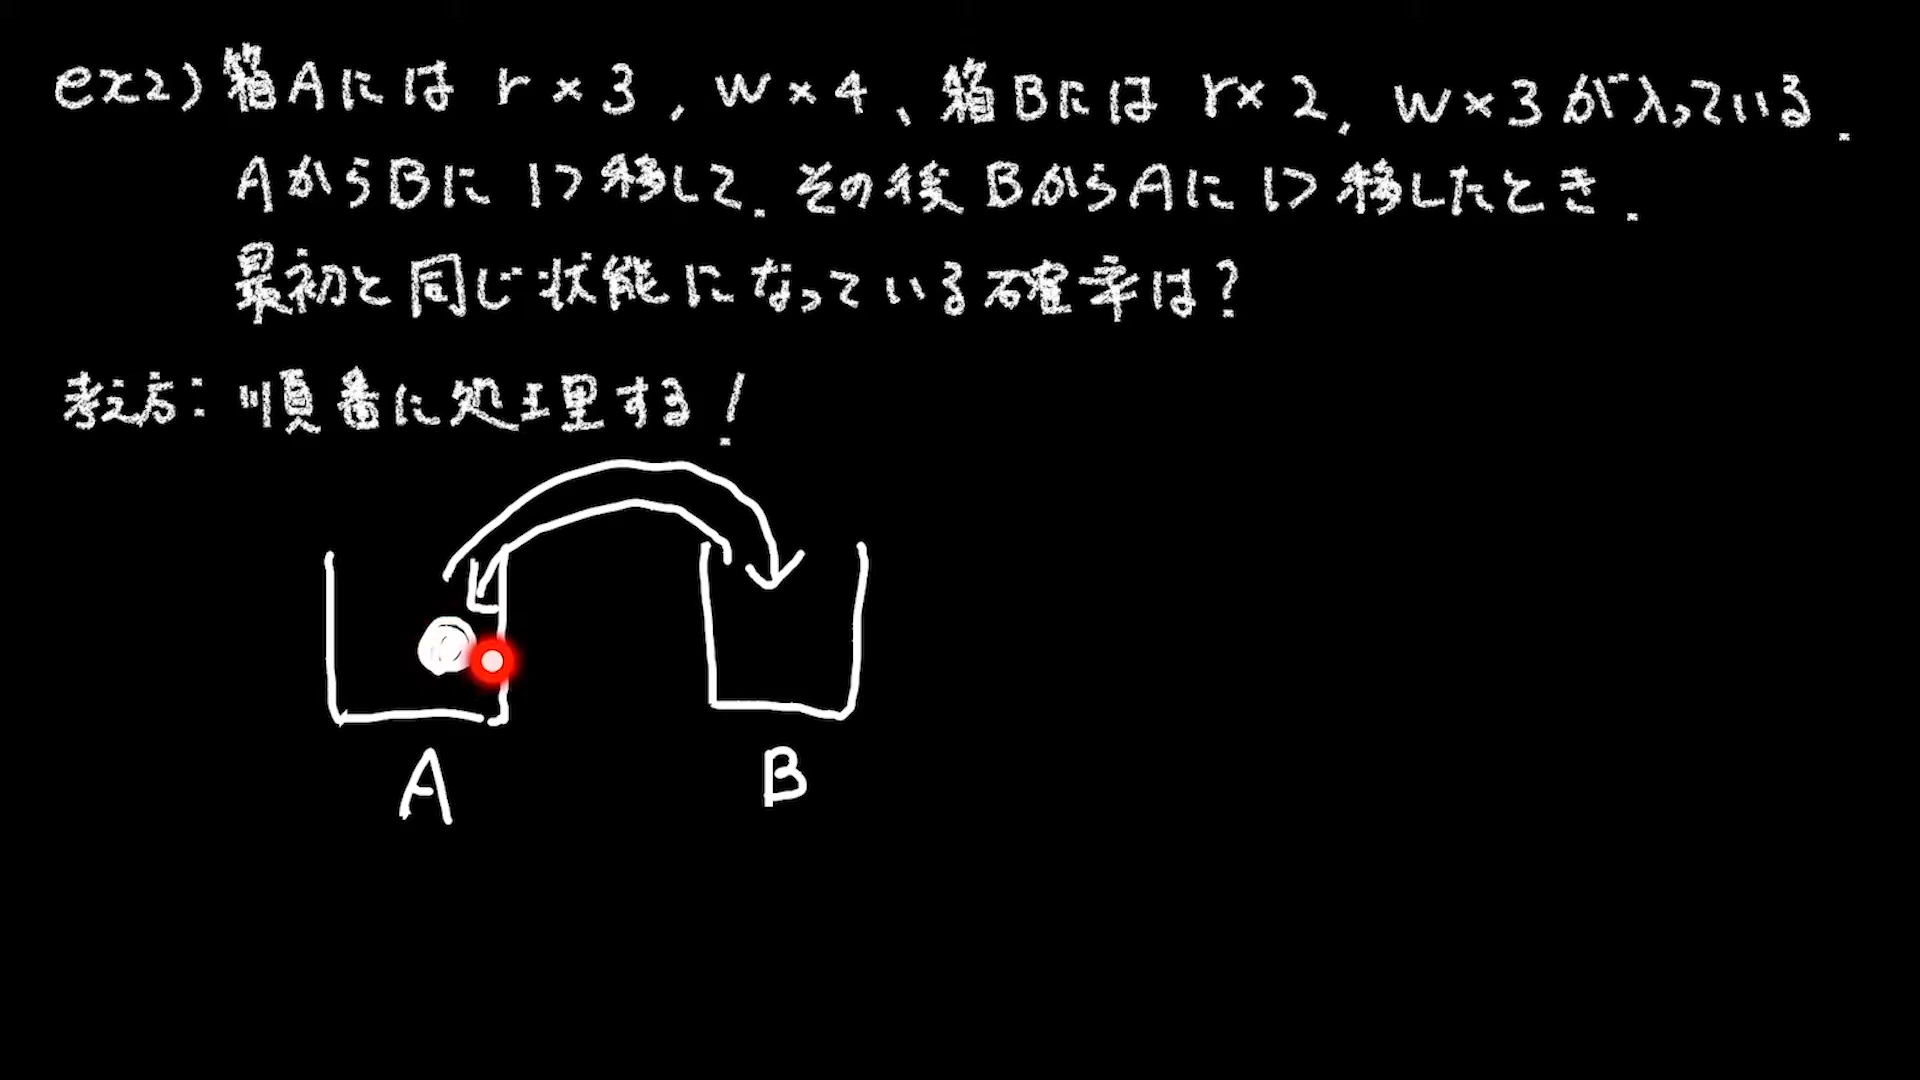 ex2) 箱Aには r×3, w×4、箱Bには r×2, w×3が入っている.
AからBに1つ移して. その後BからAに1つ移したとき.
最初と同じ状態になっている確率は?
考え方: 順番に処理する!
A B